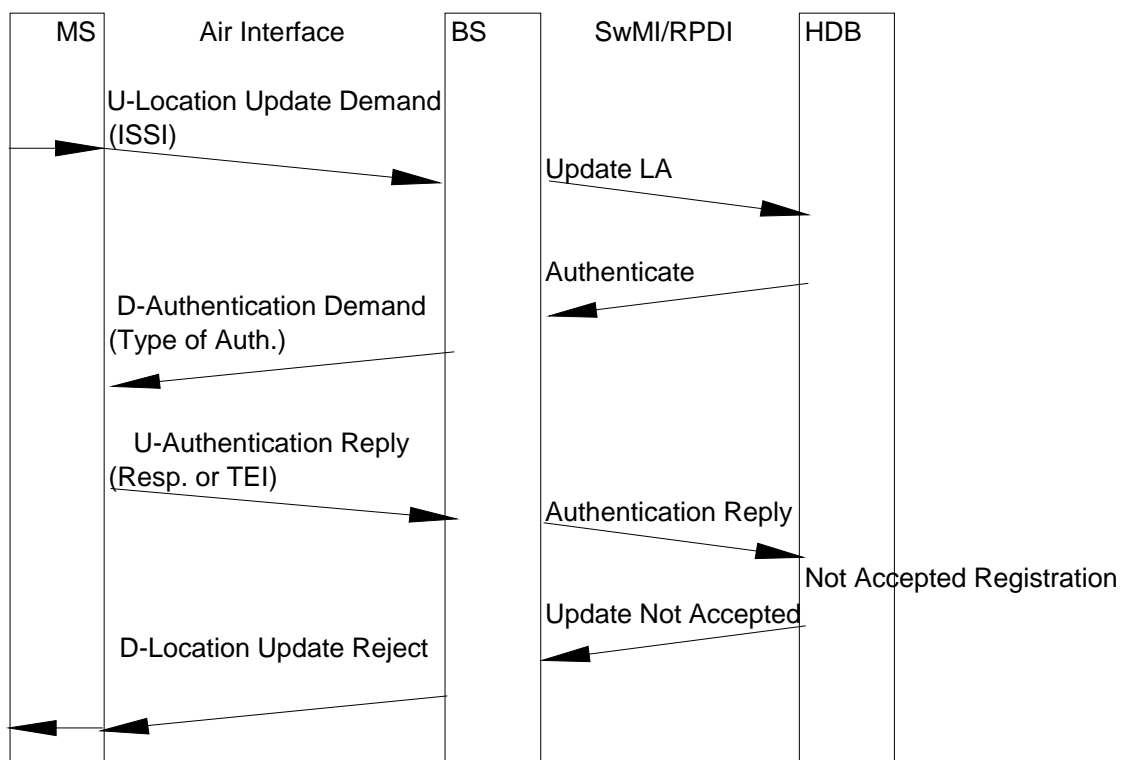 MS Air Interface BS SwMI/RPDI HDB
U-Location Update Demand
(ISSI)
Update LA
Authenticate
D-Authentication Demand
(Type of Auth.)
U-Authentication Reply
(Resp. or TEI)
Authentication Reply
Not Accepted Registration
Update Not Accepted
D-Location Update Reject